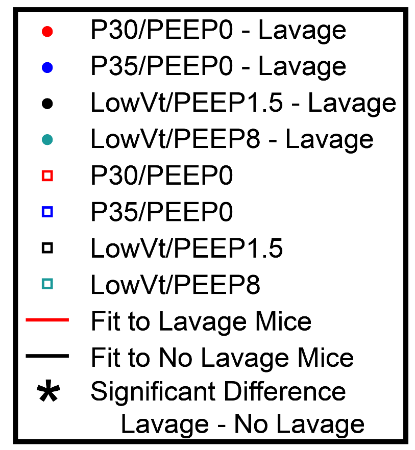 P30/PEEP0 - Lavage
P35/PEEP0 - Lavage
LowVt/PEEP1.5 - Lavage
LowVt/PEEP8 - Lavage
P30/PEEP0
P35/PEEP0
LowVt/PEEP1.5
LowVt/PEEP8
Fit to Lavage Mice
Fit to No Lavage Mice
* Significant Difference
Lavage - No Lavage